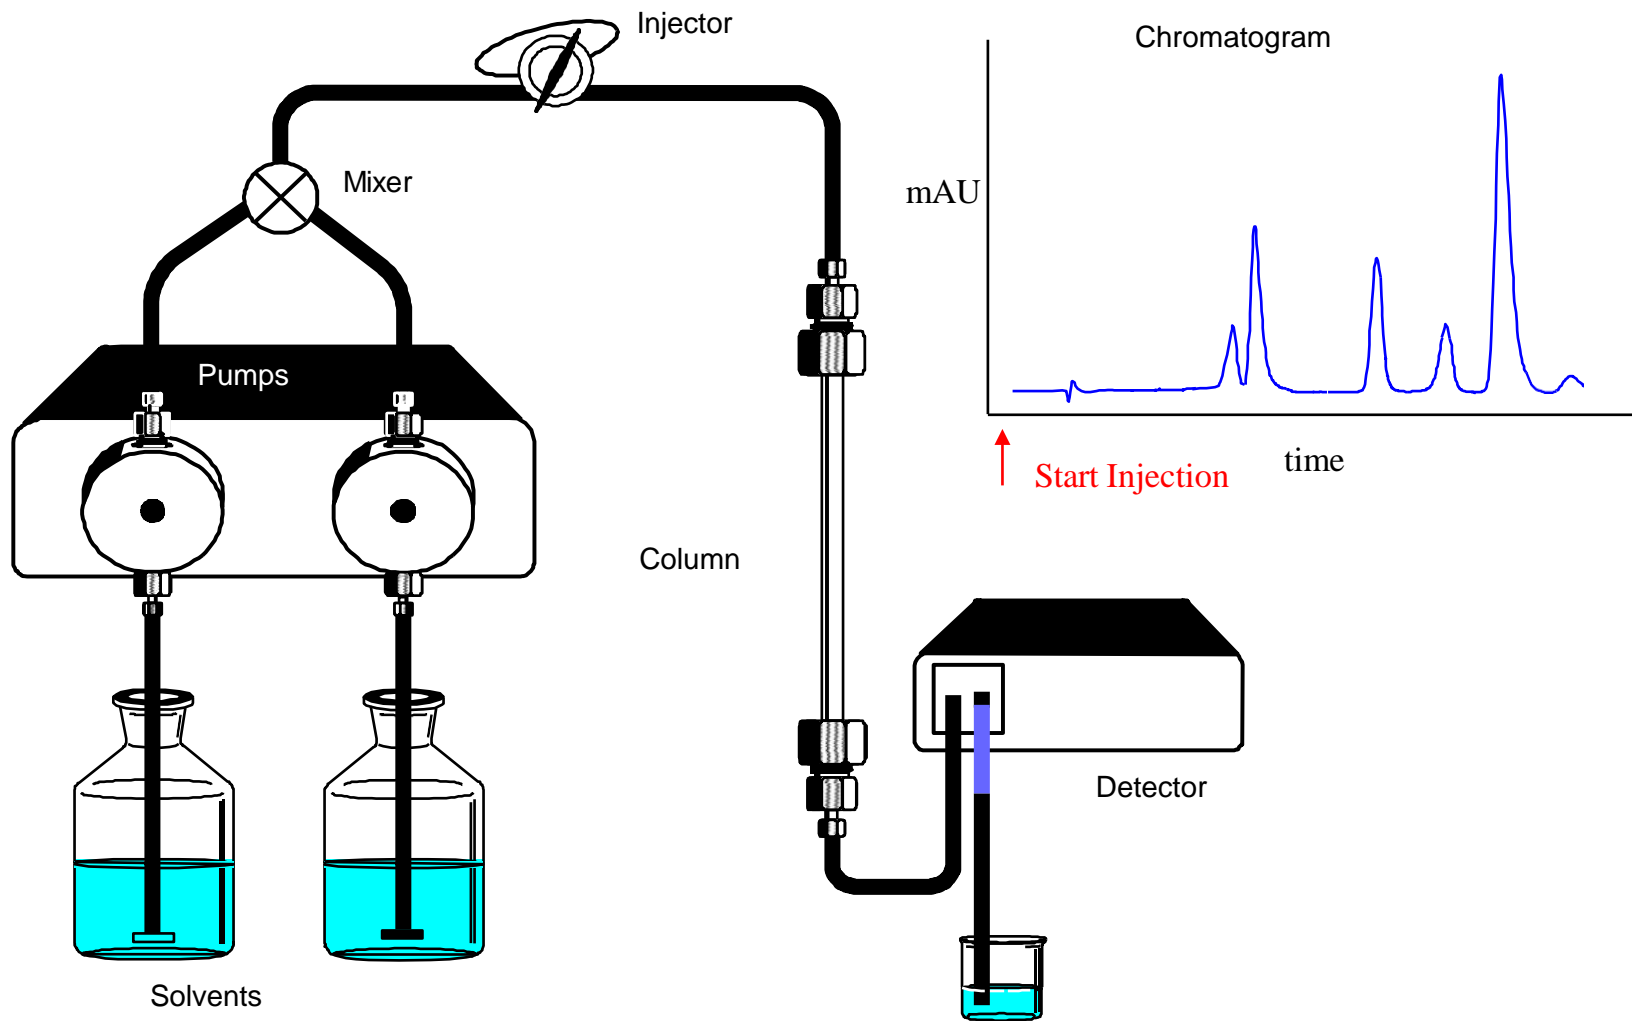 Injector
Chromatogram
Mixer
mAU
Pumps
time
Start Injection
Column
Detector
Solvents